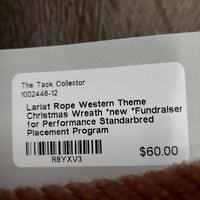 The Tack Collector
1002446-12
Lariat Rope Western Theme
Christmas Wreath *new *Fundraiser
for Performance Standarbred
Placement Program
R8YXV3
$60.00